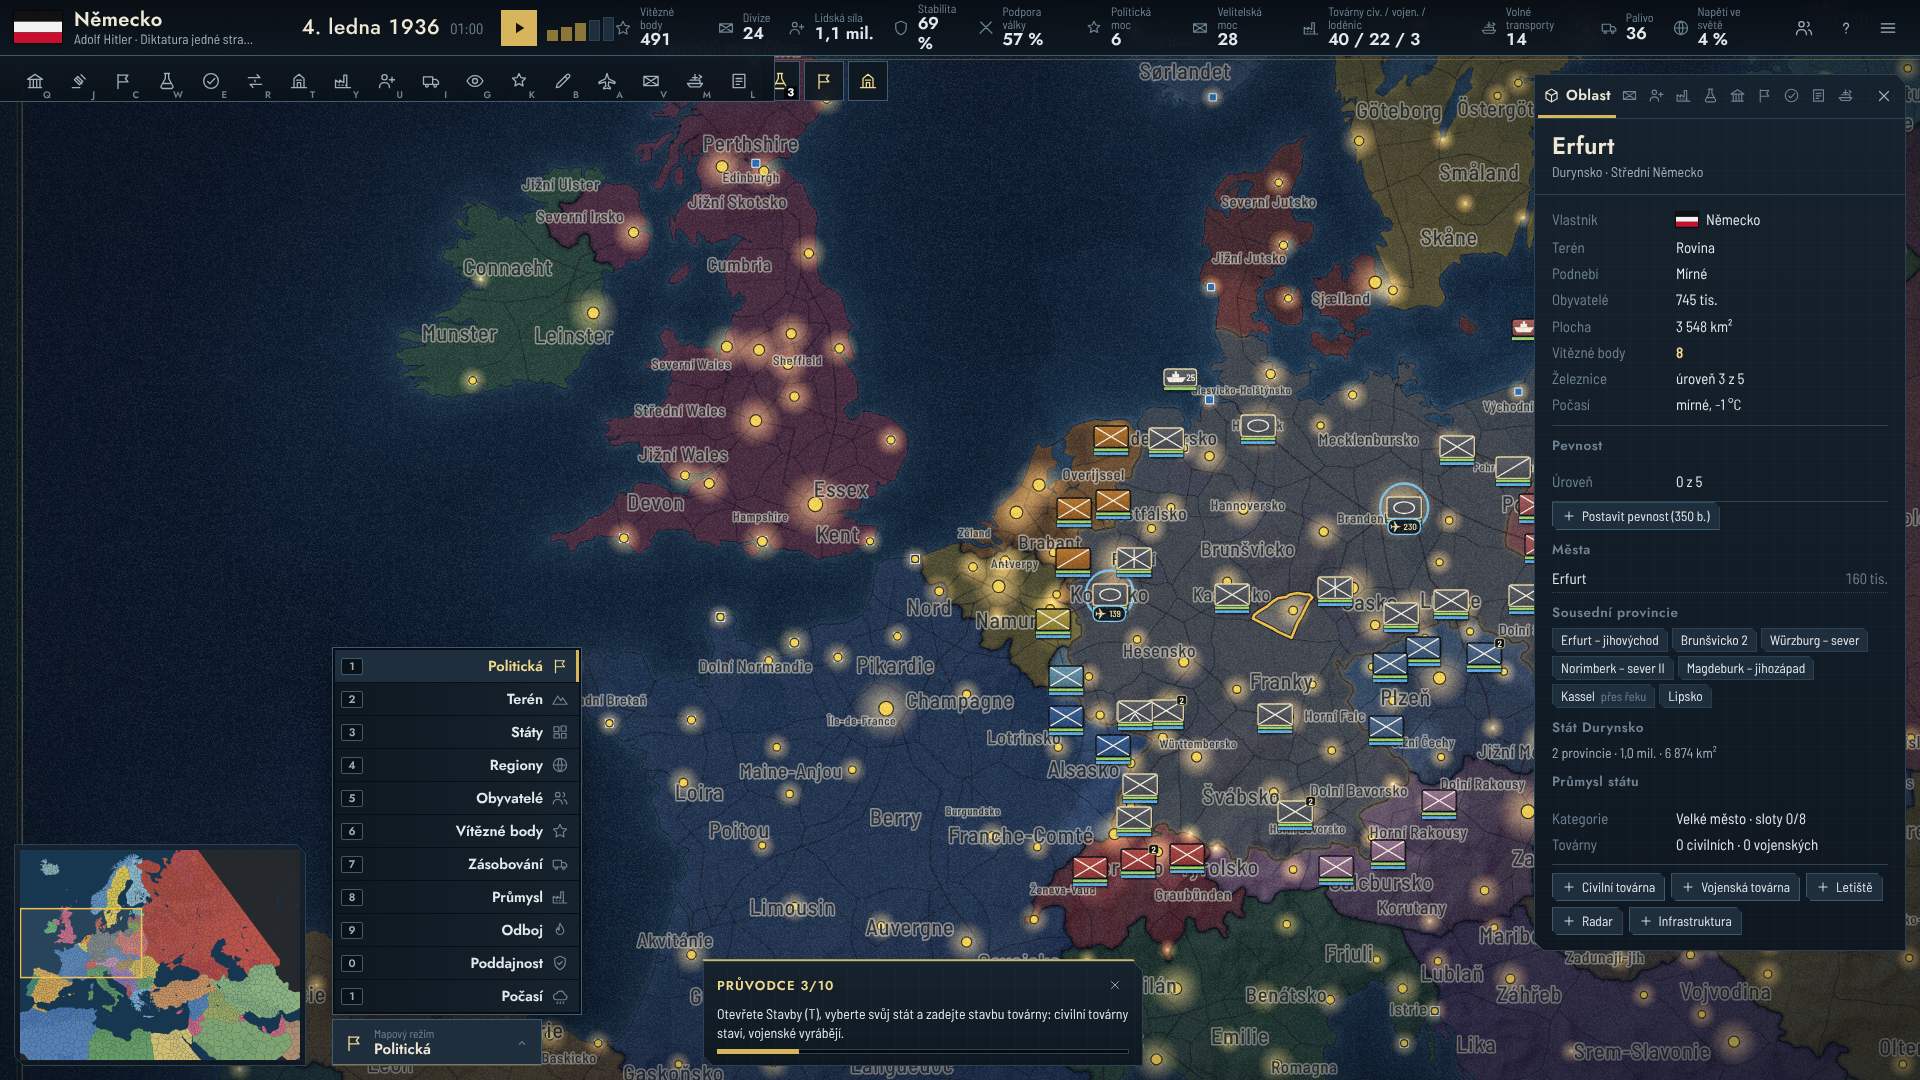 Německo
Adolf Hitler · Diktatura jedné stra...
4. ledna 1936 01:00
Vítězné body
491
Divize
24
Lidská síla
1,1 mil.
Stabilita
69 %
Podpora války
57 %
Politická moc
6
Velitelská moc
28
Továrny civ. / vojen. / loděnic
40 / 22 / 3
Volné transporty
14
Palivo
36
Napětí ve světě
4 %
?
Q
J
C
W
E
R
T
Y
U
I
G
K
B
A
V
M
L
3
Oblast
Erfurt
Durynsko · Střední Německo
Vlastník Německo
Terén Rovina
Podnebí Mírné
Obyvatelé 745 tis.
Plocha 3 548 km²
Vítězné body 8
Železnice úroveň 3 z 5
Počasí mírné, -1 °C
Pevnost
Úroveň 0 z 5
+ Postavit pevnost (350 b.)
Města
Erfurt 160 tis.
Sousední provincie
Erfurt – jihovýchod
Brunšvicko 2
Würzburg – sever
Norimberk – sever II
Magdeburk – jihozápad
Kassel přes řeku
Lipsko
Stát Durynsko
2 provincie · 1,0 mil. · 6 874 km²
Průmysl státu
Kategorie Velké město · sloty 0/8
Továrny 0 civilních · 0 vojenských
+ Civilní továrna
+ Vojenská továrna
+ Letiště
+ Radar
+ Infrastruktura
Sørlandet
Göteborg
Småland
Skåne
Perthshire
Edinburgh
Jižní Skotsko
Jižní Ulster
Severní Irsko
Connacht
Munster
Leinster
Cumbria
Severní Wales
Sheffield
Střední Wales
Jižní Wales
Devon
Hampshire
Essex
Kent
Severní Jutsko
Jižní Jutsko
Sjælland
25
Mecklenbursko
Overijssel
Hannoversko
Brunšvicko
230
139
Zéland
Brabant
Antverpy
Nord
Namur
Hesensko
Franky
Plzeň
2
Dolní Normandie
Pikardie
Champagne
Île-de-France
Lotrinsko
Alsasko
2
Württembersko
Horní Falc
Jižní
Maine-Anjou
Loira
Poitou
Berry
Burgundsko
Franche-Comté
Švábsko
Dolní Bavorsko
2
Dolní Rakousy
Horní Rakousy
2
Ženeva-Vaud
Graubünden
Korutany
Limousin
Auvergne
Akvitánie
Friuli
Lublaň
Záhřeb
Zadunají-jih
Vojvodina
Benátsko
Istrie
Emilie
Romagna
Lika
Srem-Slavonie
Baskicko
Gaskoňsko
Languedoc
1 Politická
2 Terén
3 Státy
4 Regiony
5 Obyvatelé
6 Vítězné body
7 Zásobování
8 Průmysl
9 Odboj
0 Poddajnost
1 Počasí
Mapový režim
Politická
PRŮVODCE 3/10
Otevřete Stavby (T), vyberte svůj stát a zadejte stavbu továrny: civilní továrny
staví, vojenské vyrábějí.